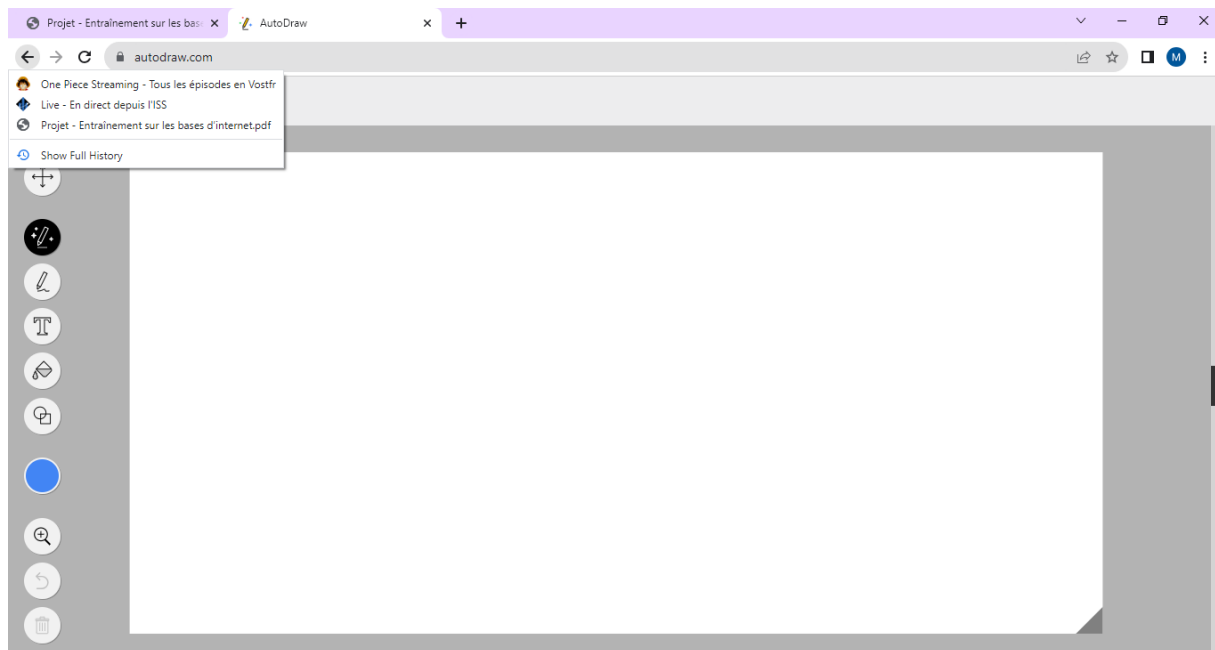 Projet - Entraînement sur les bas
AutoDraw
autodraw.com
M
One Piece Streaming - Tous les épisodes en Vostfr
Live - En direct depuis l'ISS
Projet - Entraînement sur les bases d'internet.pdf
Show Full History
T